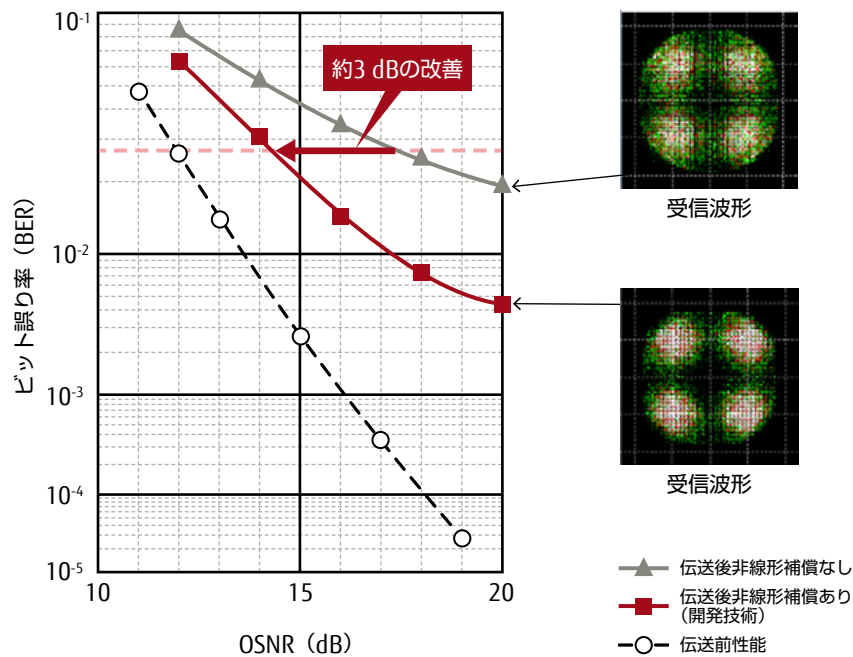 10-1
約3 dBの改善
受信波形
10-2
ビット誤り率（BER）
10-3
受信波形
10-4
10-5
10
15
20
OSNR（dB）
伝送後非線形補償なし
伝送後非線形補償あり
（開発技術）
伝送前性能